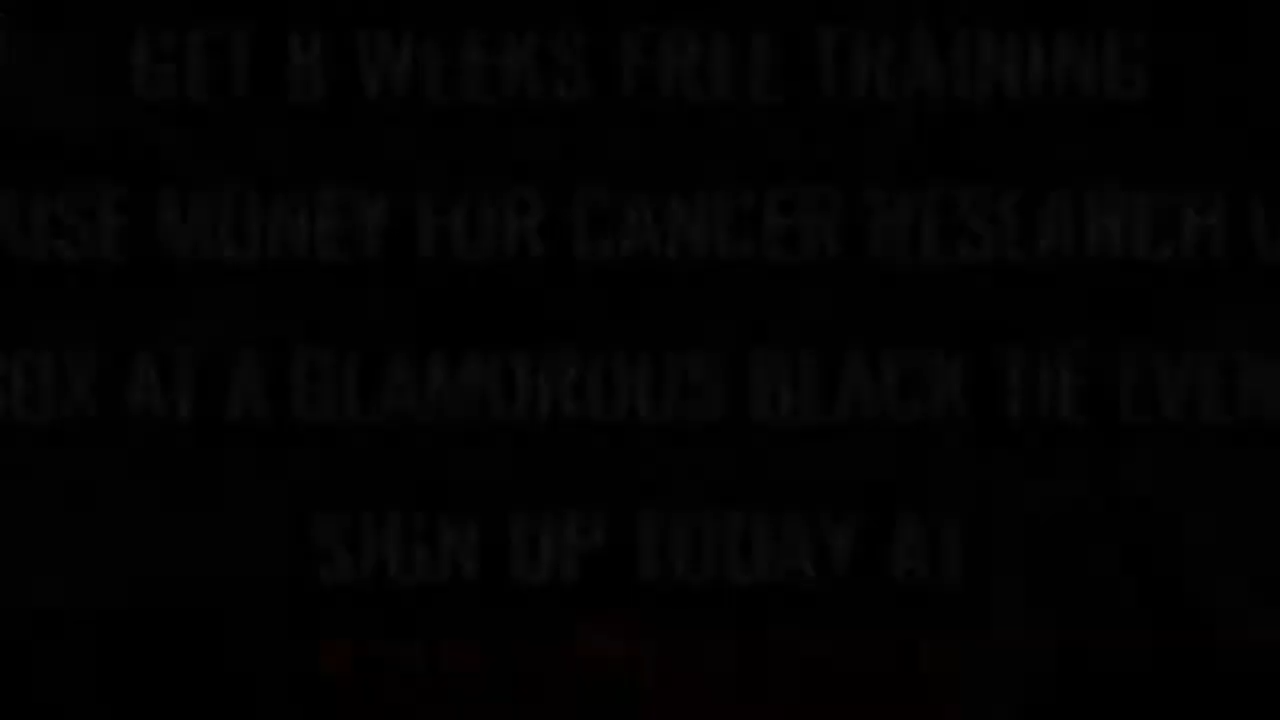 GET 8 WEEKS FREE TRAINING
AISE MONEY FOR CANCER RESEARCH U
BOX AT A GLAMOROUS BLACK TIE EVEN
SIGN UP TODAY AT